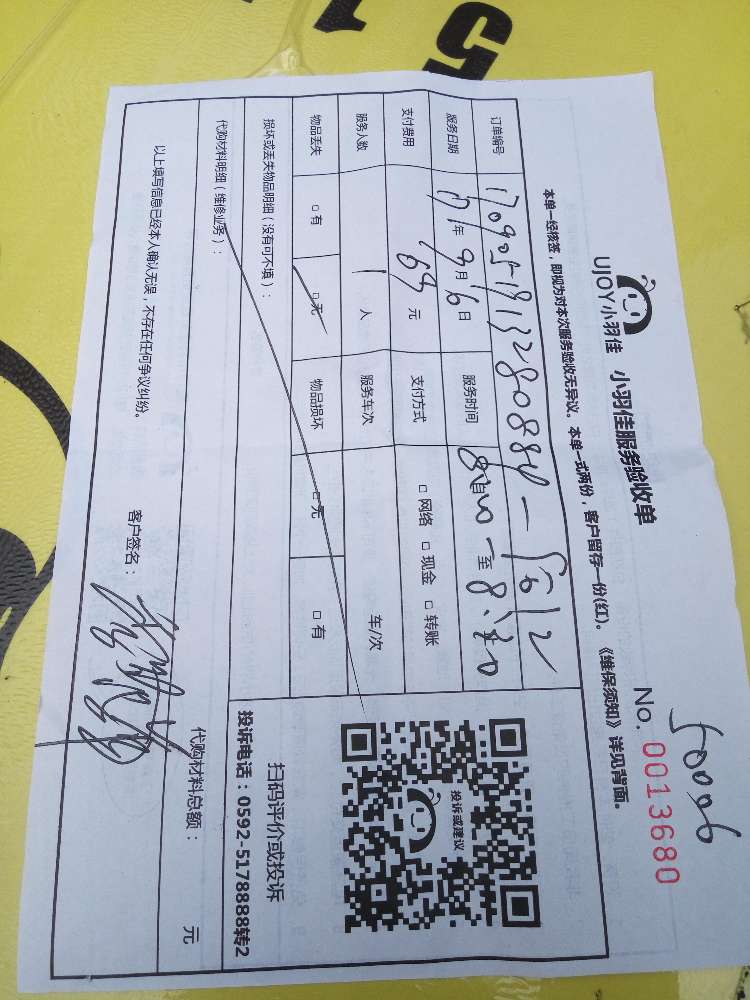 51
UJOY小羽佳 小羽佳服务验收单
50006
No. 0013680
本单一经核签，即视为对本次服务验收无异议。本单一式两份，客户留存一份(红)。《维保须知》详见背面。
订单编号
服务日期 年 9 月 6 日 服务时间 自 至
支付费用 69 元 支付方式 □ 网络 □ 现金 □ 转账
服务人数 1 人 服务车次 车/次
物品丢失 □ 有 □ 无 物品损坏 □ 无 □ 有
损坏或丢失物品明细（没有可不填）：
代购材料明细（维修业务）：
代购材料总额： 元
以上填写信息已经本人确认无误，不存在任何争议纠纷。 客户签名：
投诉或建议
扫码评价或投诉
投诉电话：0592-5178888转2